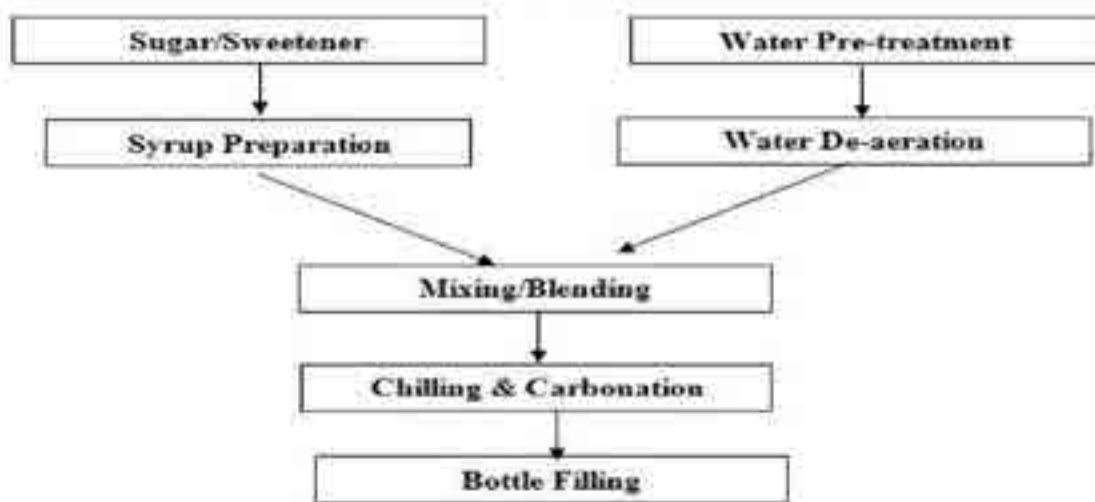 Sugar/Sweetener
Water Pre-treatment
Syrup Preparation
Water De-aeration
Mixing/Blending
Chilling & Carbonation
Bottle Filling